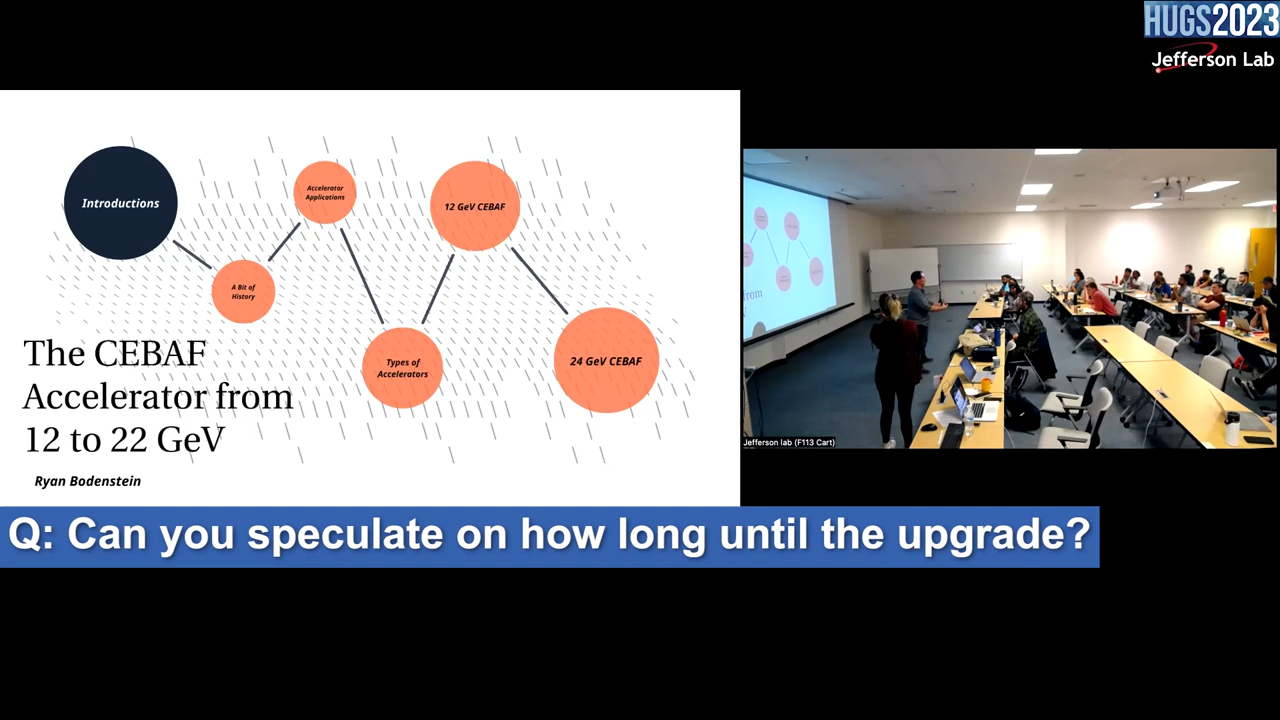 HUGS2023
Jefferson Lab
Introductions
Accelerator
Applications
12 GeV CEBAF
A Bit of
History
Types of
Accelerators
24 GeV CEBAF
The CEBAF
Accelerator from
12 to 22 GeV
Ryan Bodenstein
from
Jefferson lab (F113 Cart)
Q: Can you speculate on how long until the upgrade?